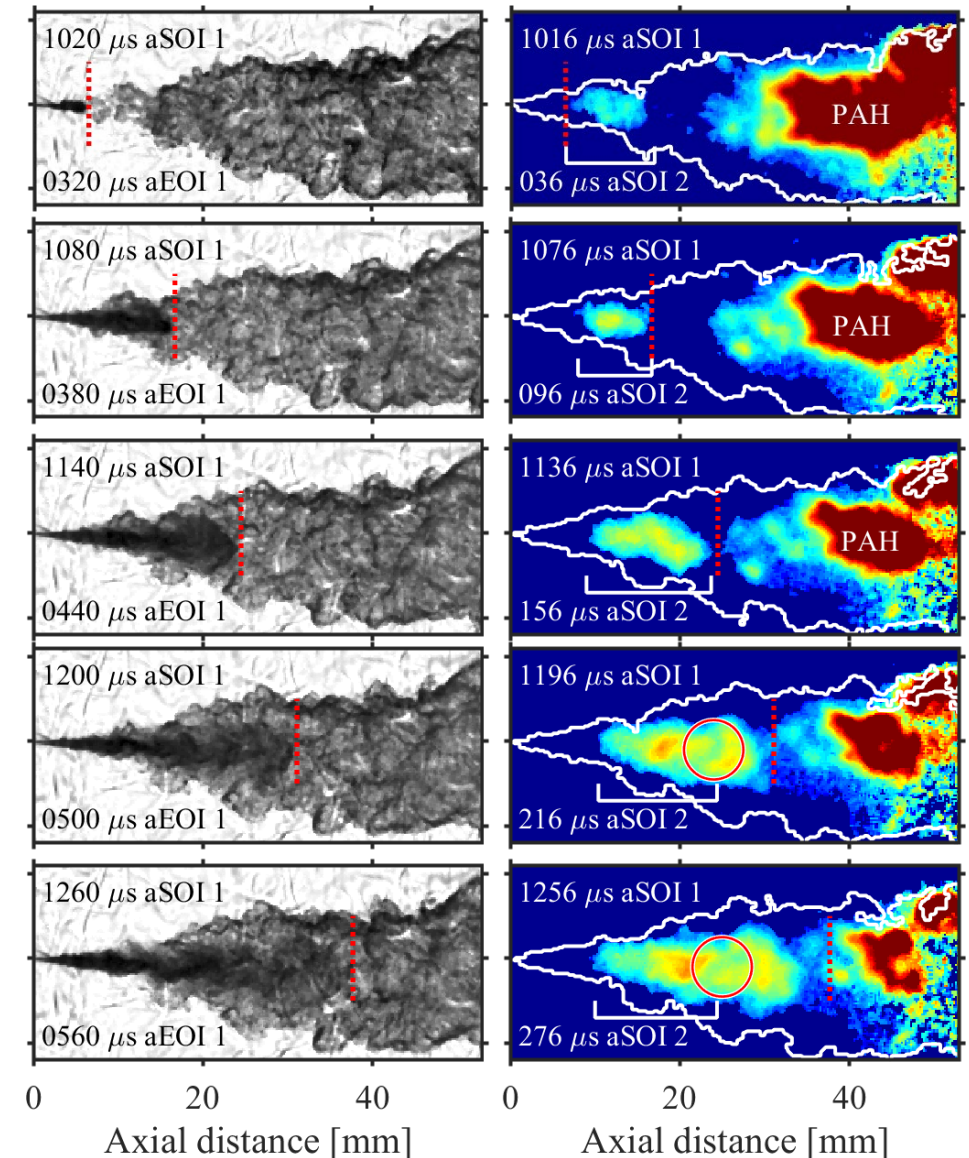 1020 μs aSOI 1
0320 μs aEOI 1
1016 μs aSOI 1
PAH
036 μs aSOI 2
1080 μs aSOI 1
0380 μs aEOI 1
1076 μs aSOI 1
PAH
096 μs aSOI 2
1140 μs aSOI 1
0440 μs aEOI 1
1136 μs aSOI 1
PAH
156 μs aSOI 2
1200 μs aSOI 1
0500 μs aEOI 1
1196 μs aSOI 1
216 μs aSOI 2
1260 μs aSOI 1
0560 μs aEOI 1
1256 μs aSOI 1
276 μs aSOI 2
0 20 40
0 20 40
Axial distance [mm]
Axial distance [mm]